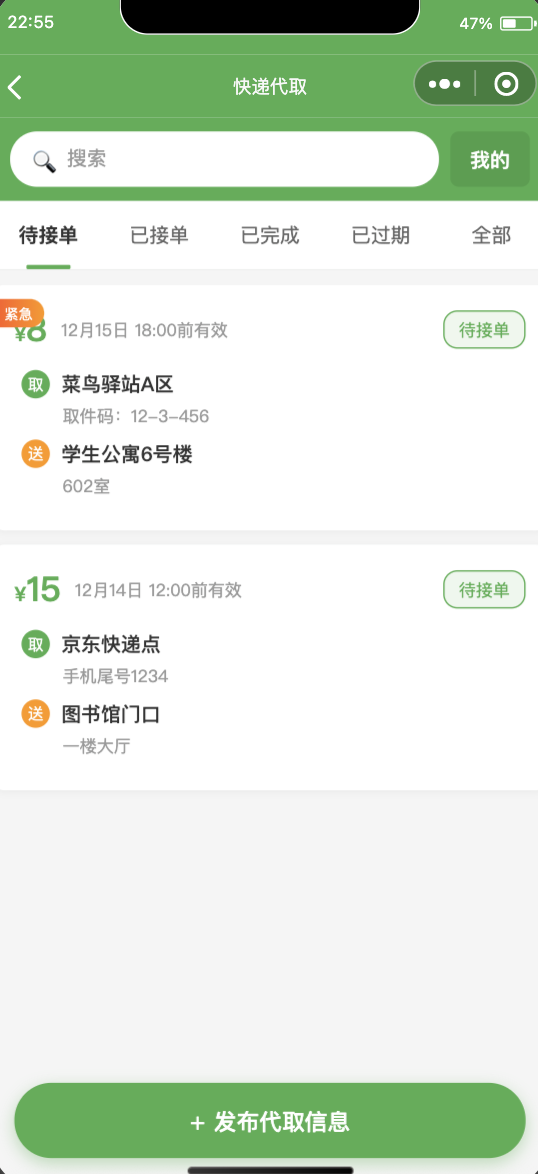 22:55
47%
快递代取
搜索
我的
待接单 已接单 已完成 已过期 全部
紧急
¥8 12月15日 18:00前有效 待接单
取 菜鸟驿站A区
取件码：12-3-456
送 学生公寓6号楼
602室
¥15 12月14日 12:00前有效 待接单
取 京东快递点
手机尾号1234
送 图书馆门口
一楼大厅
+ 发布代取信息